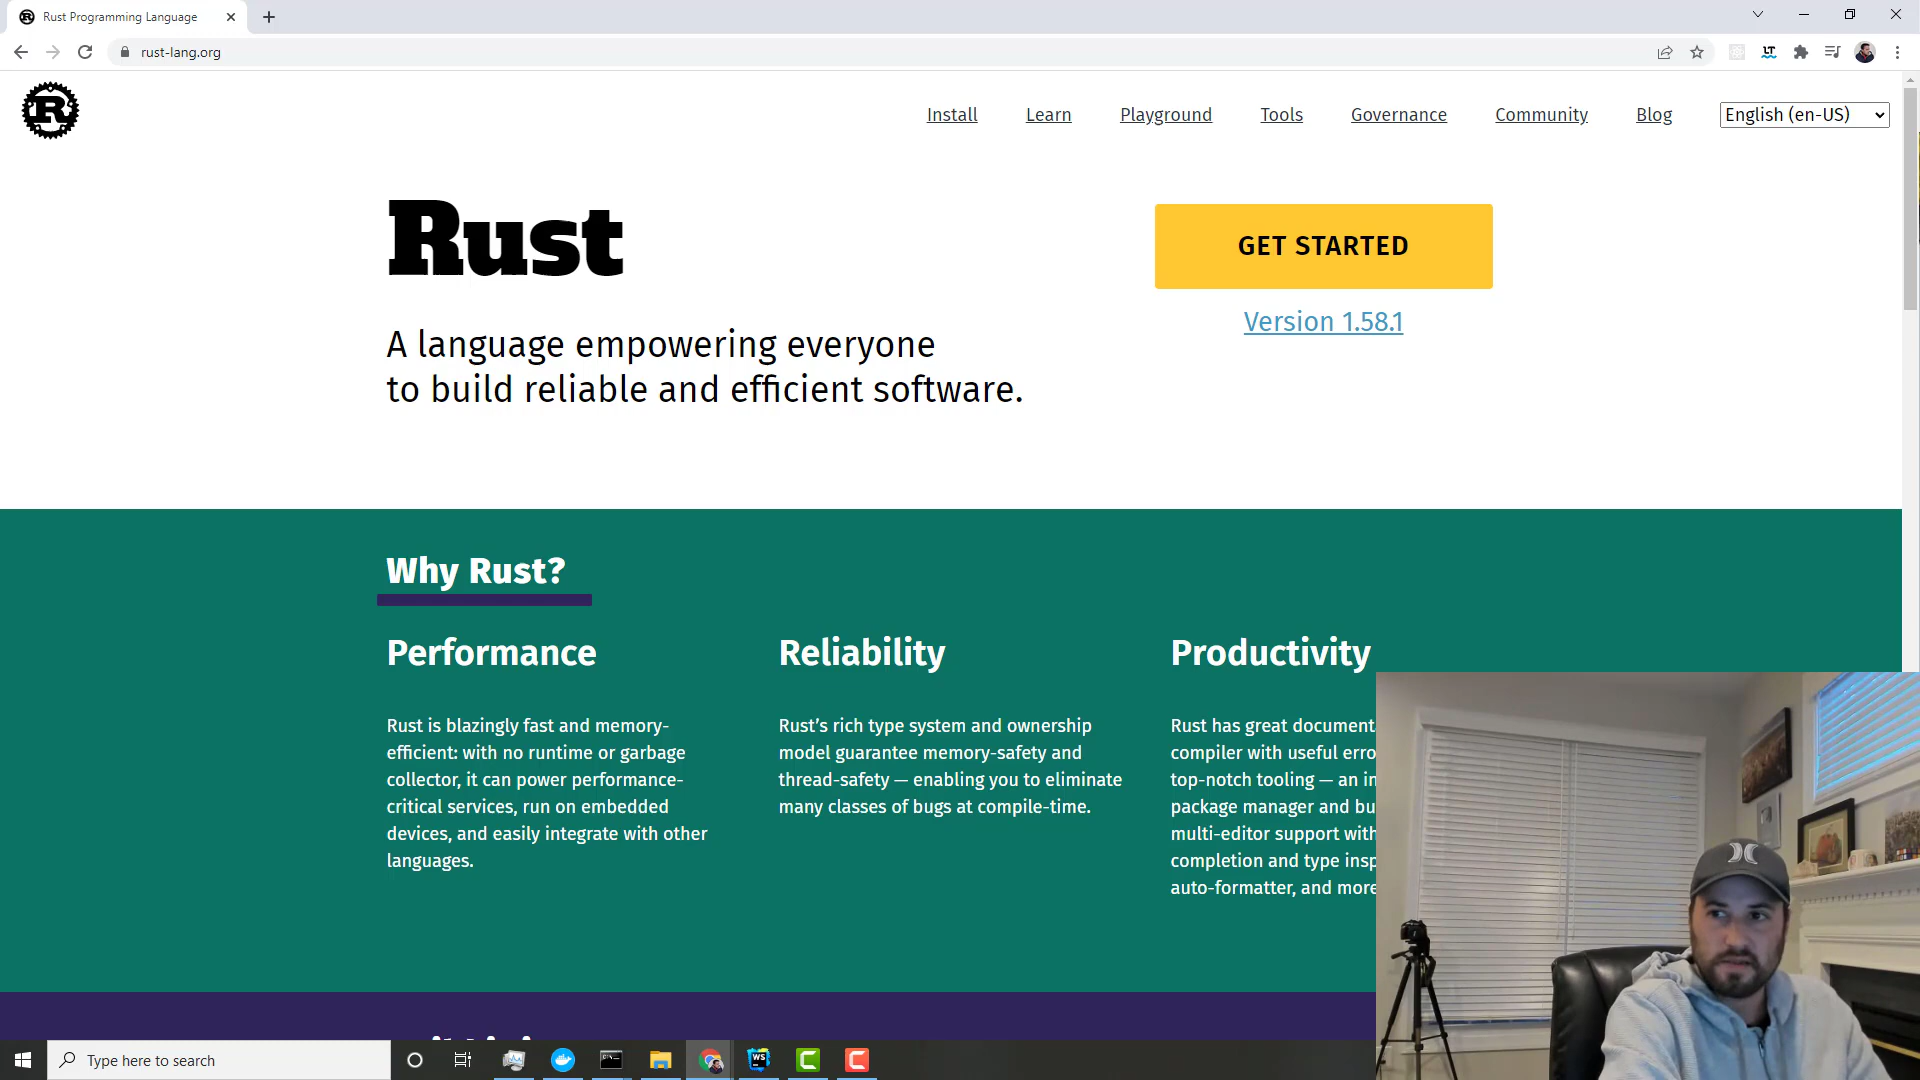 Rust Programming Language
rust-lang.org
R
Install
Learn
Playground
Tools
Governance
Community
Blog
English (en-US)
Rust
A language empowering everyone
to build reliable and efficient software.
GET STARTED
Version 1.58.1
Why Rust?
Performance
Rust is blazingly fast and memory-
efficient: with no runtime or garbage
collector, it can power performance-
critical services, run on embedded
devices, and easily integrate with other
languages.
Reliability
Rust’s rich type system and ownership
model guarantee memory-safety and
thread-safety — enabling you to eliminate
many classes of bugs at compile-time.
Productivity
Rust has great document
compiler with useful erro
top-notch tooling — an in
package manager and bu
multi-editor support with
completion and type insp
auto-formatter, and more
Type here to search
LT
WS
C
C